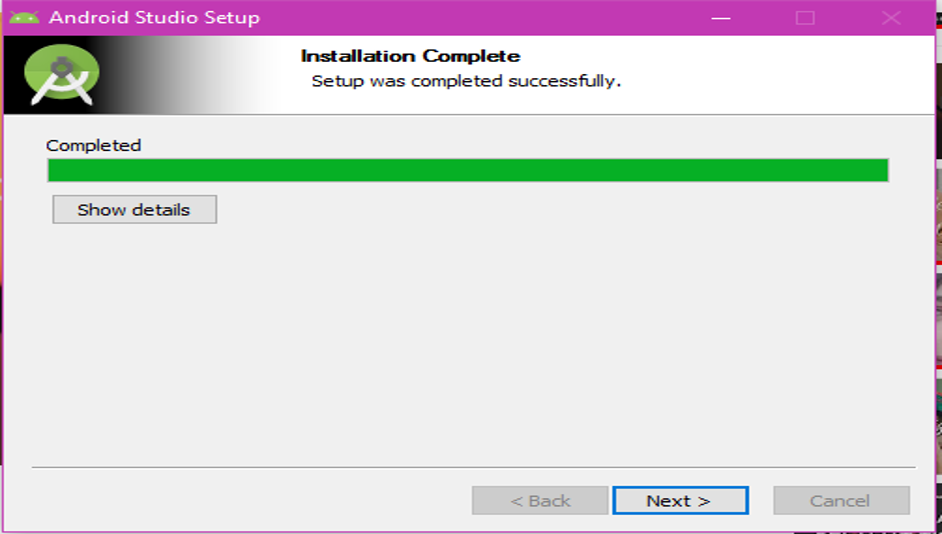 Android Studio Setup
Installation Complete
Setup was completed successfully.
Completed
Show details
< Back
Next >
Cancel